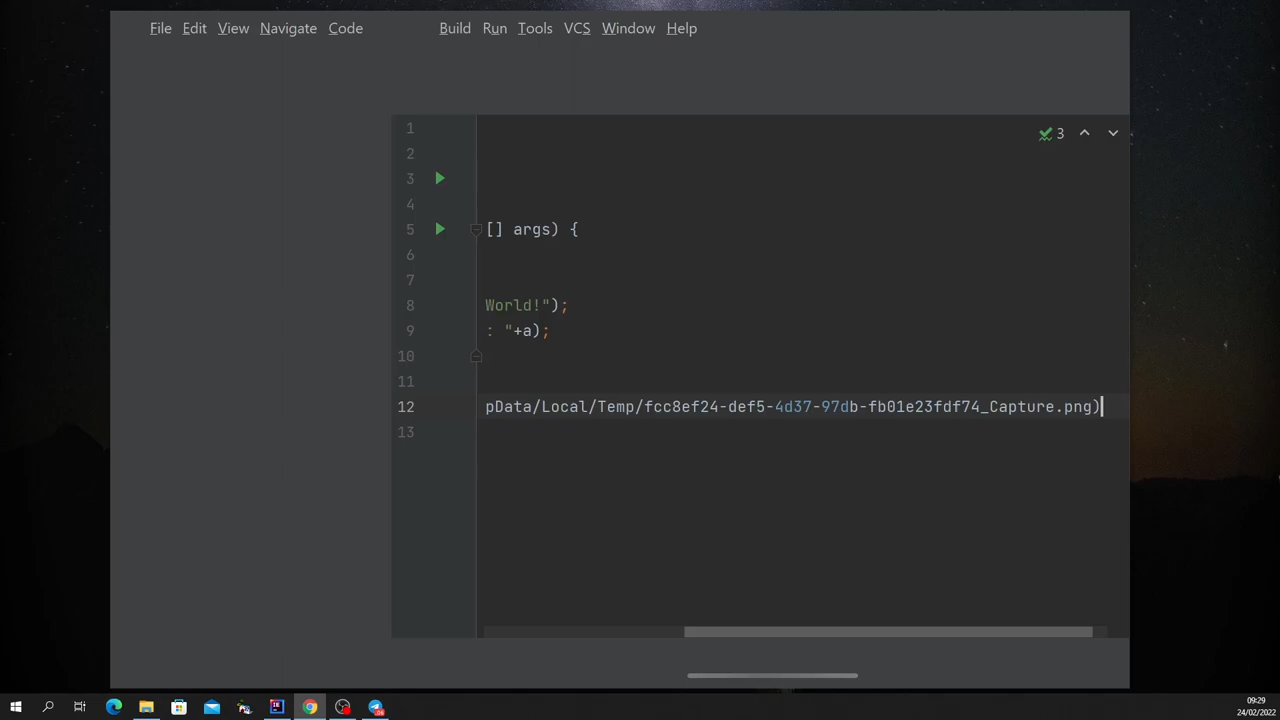 File Edit View Navigate Code Build Run Tools VCS Window Help
1
3
2
3
4
5 [] args) {
6
7
8 World!");
9 : "+a);
10
11
12 pData/Local/Temp/fcc8ef24-def5-4d37-97db-fb01e23fdf74_Capture.png)
13
09:29
24/02/2022